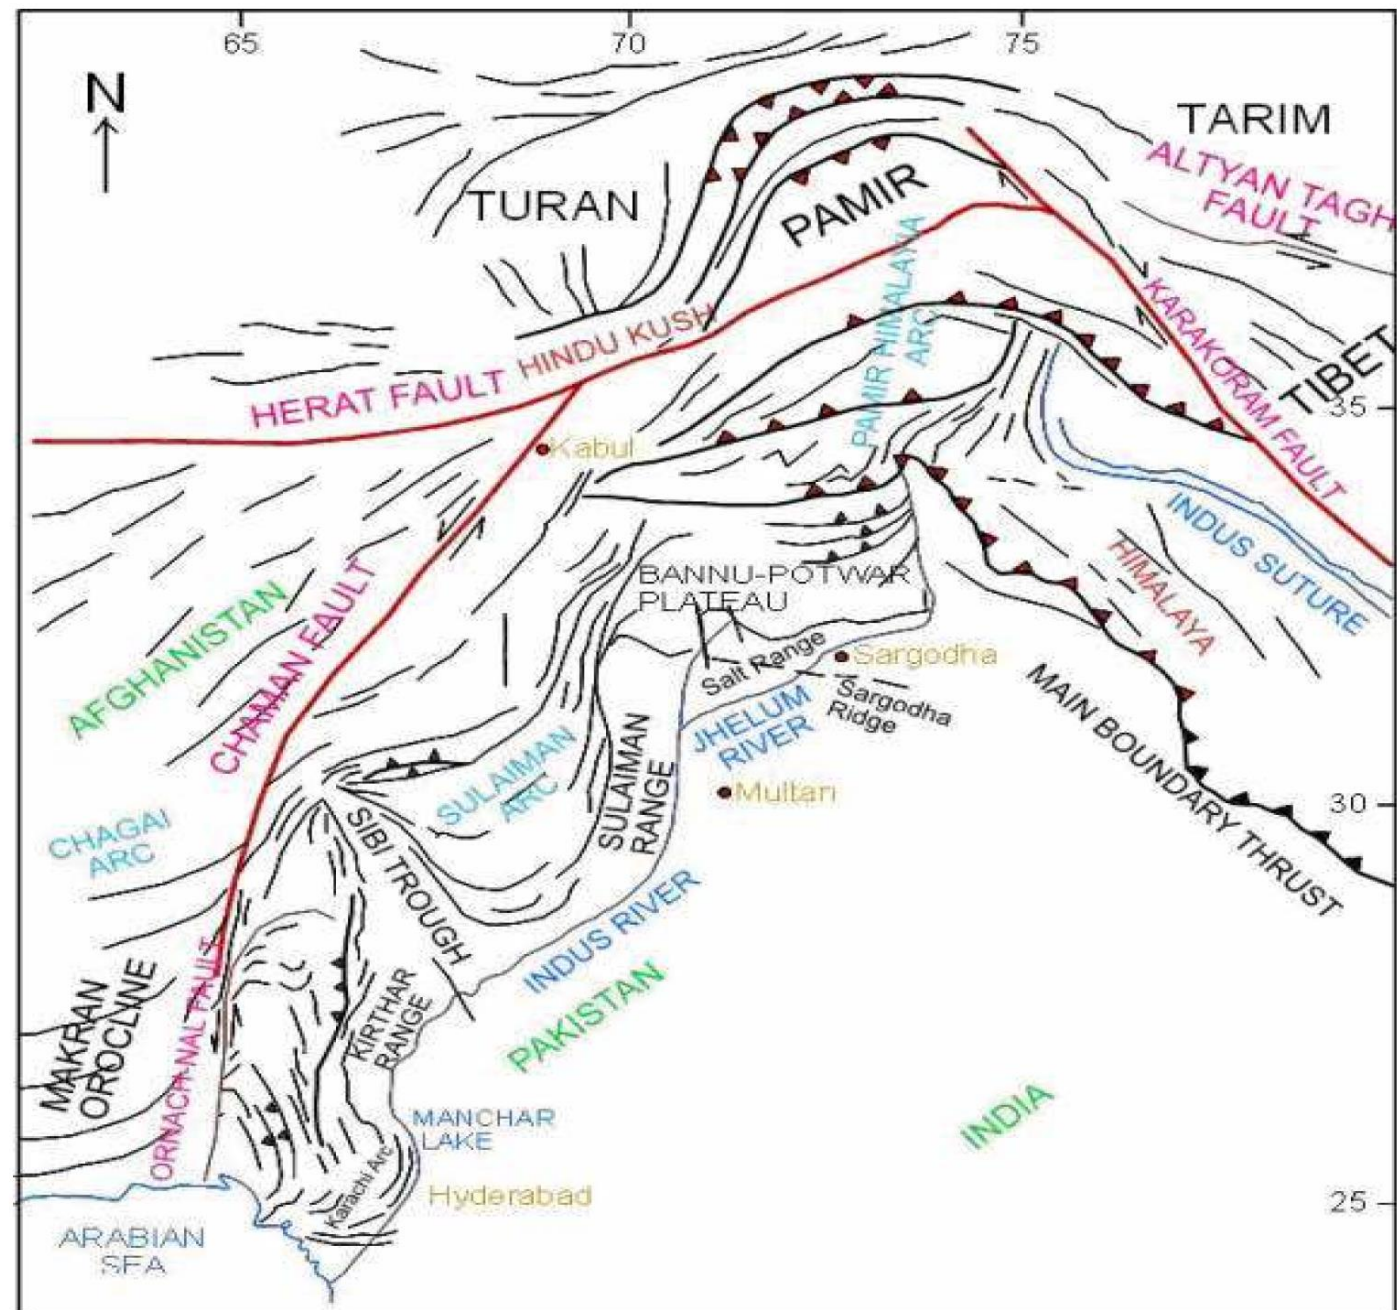 65
70
75
N
TARIM
ALTYAN TAGH
FAULT
TURAN
PAMIR
PAMIR HIMALAYA
ARC
HINDU KUSH
HERAT FAULT
KARAKORAM FAULT
TIBET
35
Kabul
INDUS SUTURE
HIMALAYA
BANNU-POTWAR
PLATEAU
AFGHANISTAN
CHAMAN FAULT
Salt Range
Sargodha
Sargodha
Ridge
MAIN BOUNDARY THRUST
JHELUM
RIVER
SULAIMAN
ARC
SULAIMAN
RANGE
Multan
30
CHAGAI
ARC
SIBI TROUGH
INDUS RIVER
PAKISTAN
MAKRAN
OROCLINE
ORNACH-NAL FAULT
KIRTHAR
RANGE
MANCHAR
LAKE
INDIA
Karachi Arc
Hyderabad
25
ARABIAN
SEA